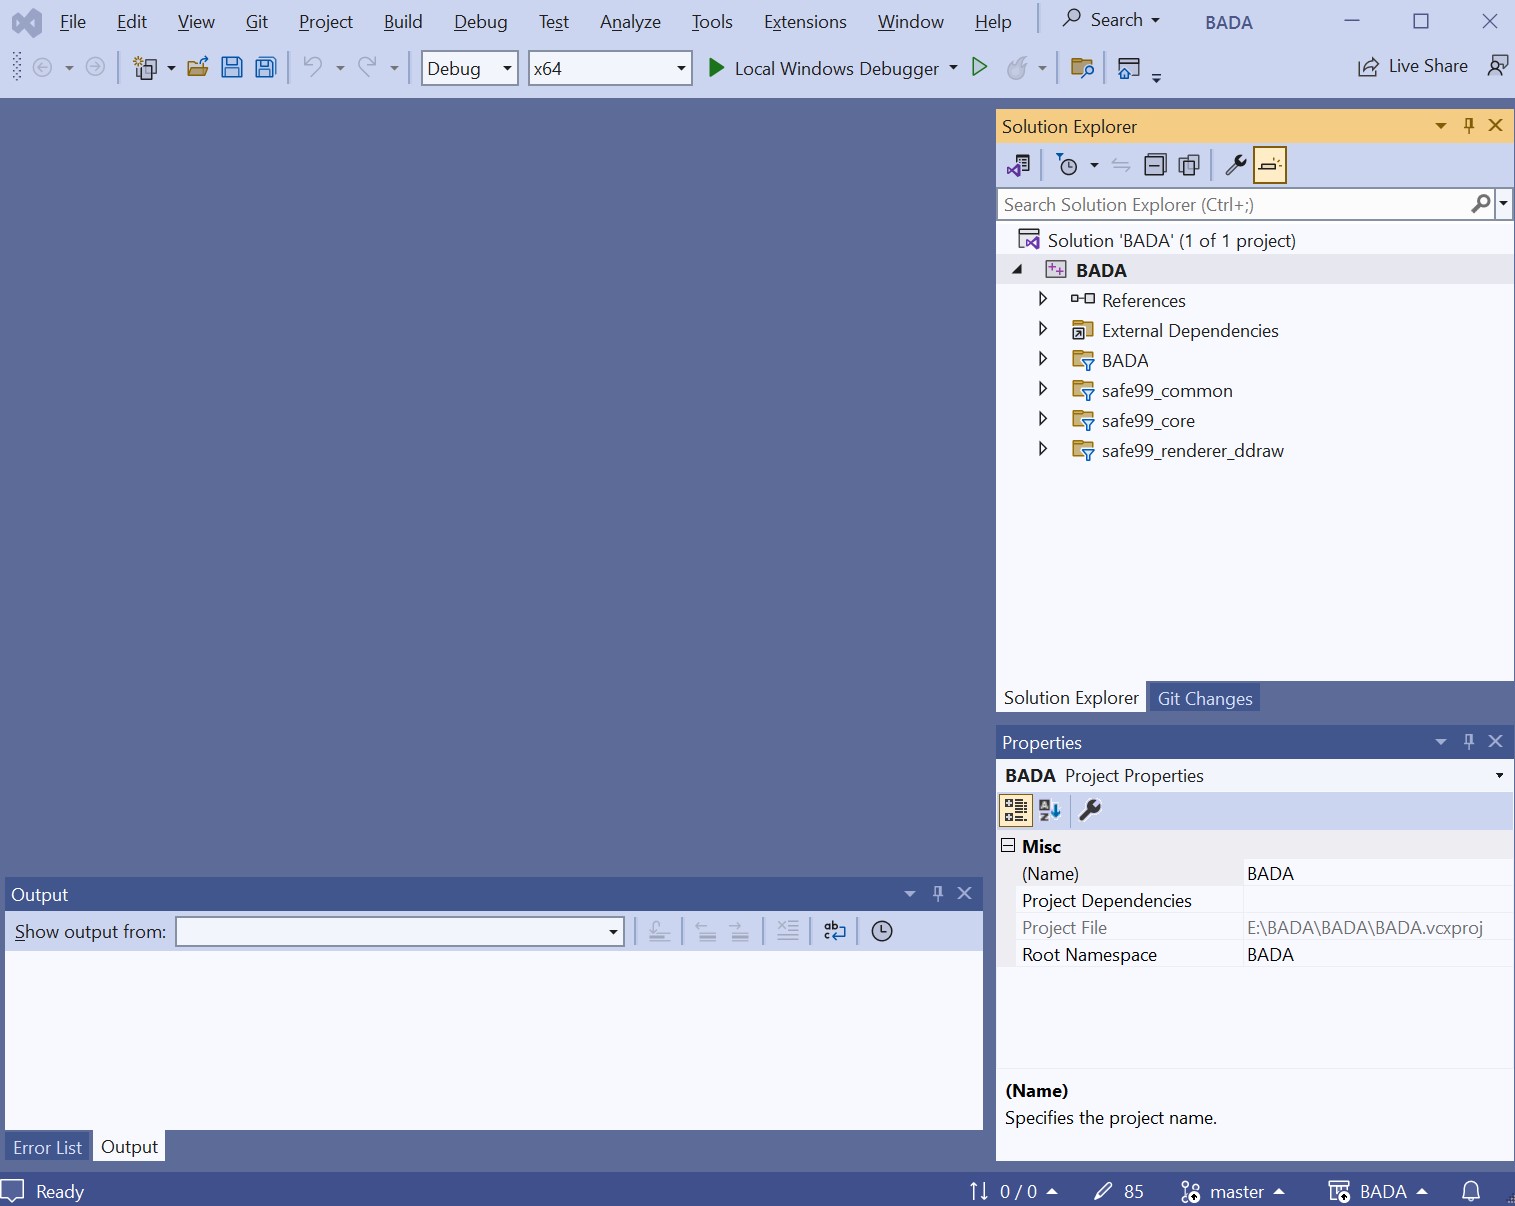 File Edit View Git Project Build Debug Test Analyze Tools Extensions Window Help Search BADA
Debug x64 Local Windows Debugger Live Share
Solution Explorer
Search Solution Explorer (Ctrl+;)
Solution 'BADA' (1 of 1 project)
BADA
References
External Dependencies
BADA
safe99_common
safe99_core
safe99_renderer_ddraw
Solution Explorer Git Changes
Properties
BADA Project Properties
Misc
(Name) BADA
Project Dependencies
Project File E:\BADA\BADA\BADA.vcxproj
Root Namespace BADA
(Name)
Specifies the project name.
Output
Show output from:
Error List Output
Ready 0 / 0 85 master BADA